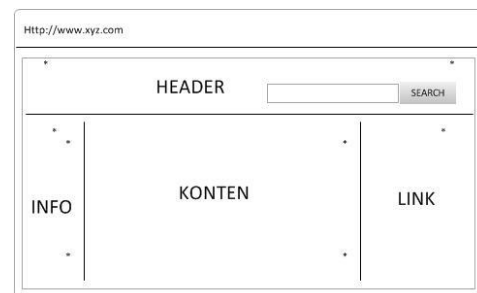 Http://www.xyz.com
HEADER
SEARCH
INFO
KONTEN
LINK